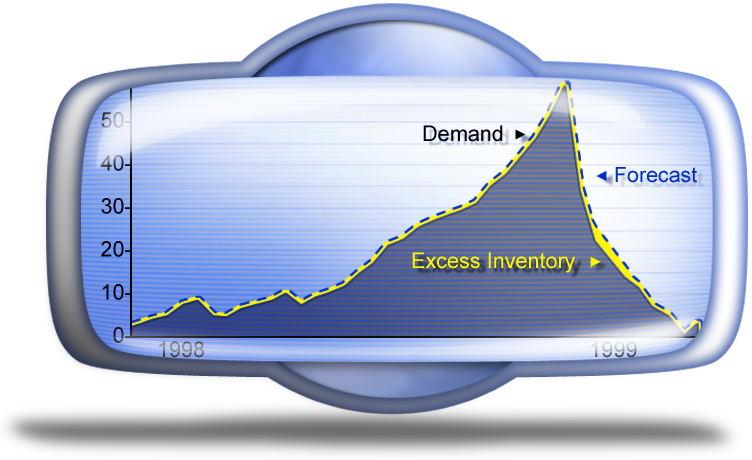 50
Demand ►
40
◄ Forecast
30
20
Excess Inventory ►
10
0
1998 1999